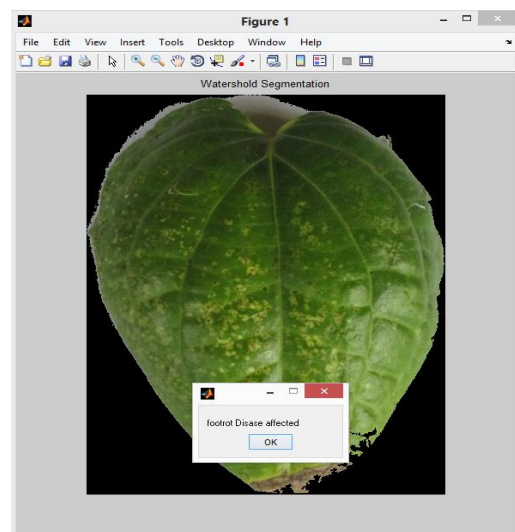 Figure 1
File Edit View Insert Tools Desktop Window Help
Watershold Segmentation
footrot Disase affected
OK